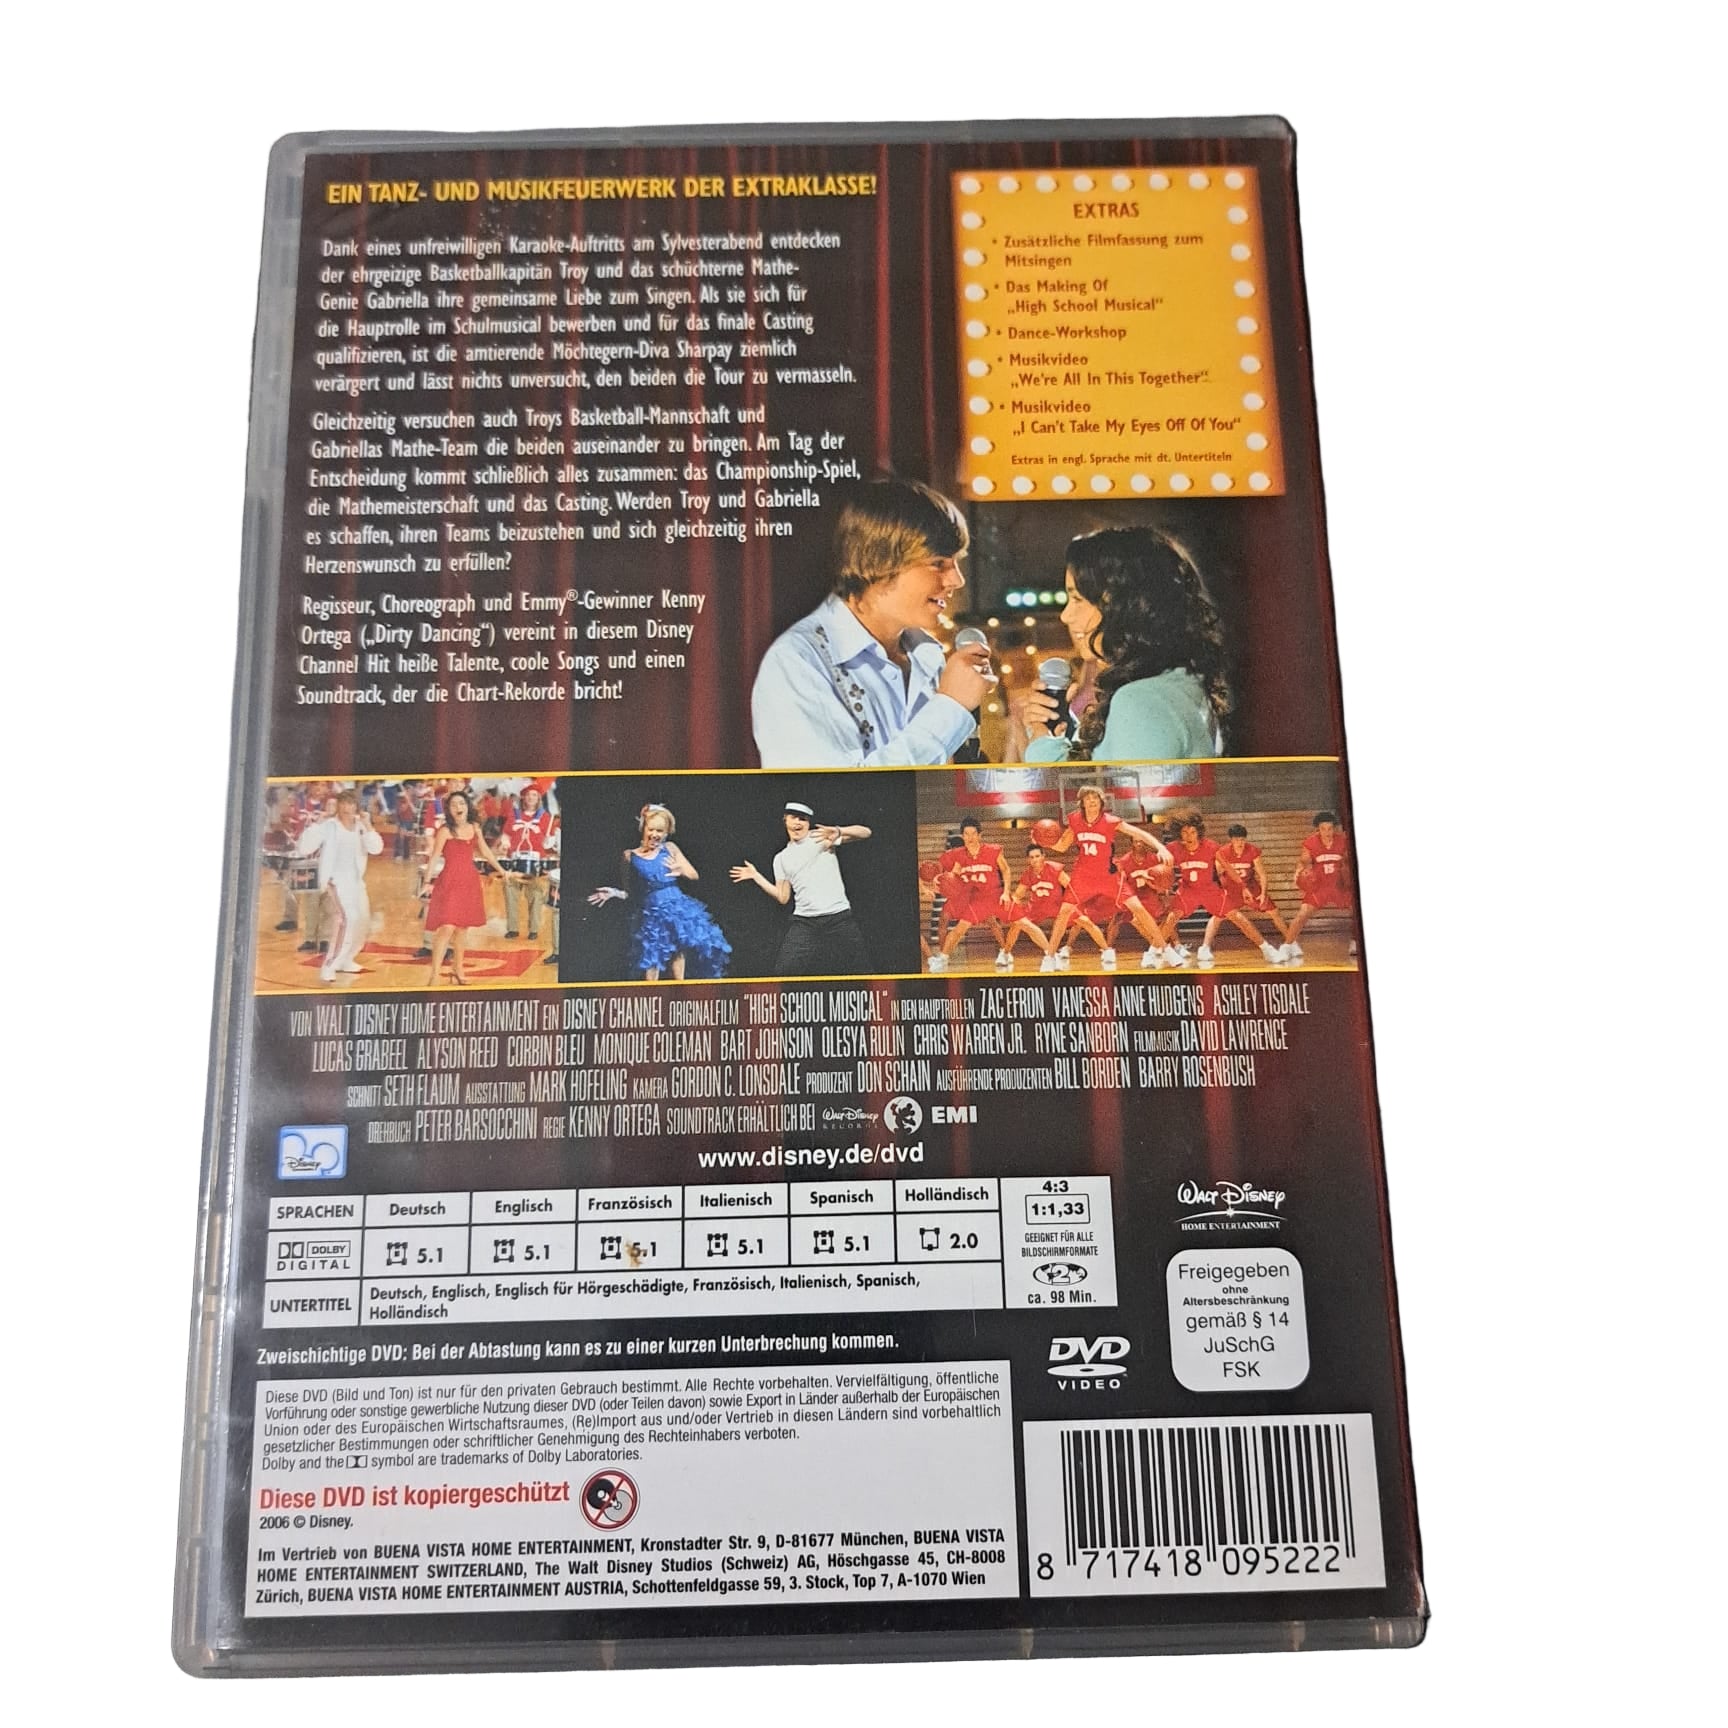 EIN TANZ- UND MUSIKFEUERWERK DER EXTRAKLASSE!
Dank eines unfreiwilligen Karaoke-Auftritts am Sylvesterabend entdecken
der ehrgeizige Basketballkapitän Troy und das schüchterne Mathe-
Genie Gabriella ihre gemeinsame Liebe zum Singen. Als sie sich für
die Hauptrolle im Schulmusical bewerben und für das finale Casting
qualifizieren, ist die amtierende Möchtegern-Diva Sharpay ziemlich
verärgert und lässt nichts unversucht, den beiden die Tour zu vermasseln.
Gleichzeitig versuchen auch Troys Basketball-Mannschaft und
Gabriellas Mathe-Team die beiden auseinander zu bringen. Am Tag der
Entscheidung kommt schließlich alles zusammen: das Championship-Spiel,
die Mathemeisterschaft und das Casting. Werden Troy und Gabriella
es schaffen, ihren Teams beizustehen und sich gleichzeitig ihren
Herzenswunsch zu erfüllen?
Regisseur, Choreograph und Emmy®-Gewinner Kenny
Ortega („Dirty Dancing“) vereint in diesem Disney
Channel Hit heiße Talente, coole Songs und einen
Soundtrack, der die Chart-Rekorde bricht!
EXTRAS
• Zusätzliche Filmfassung zum
Mitsingen
• Das Making Of
„High School Musical“
• Dance-Workshop
• Musikvideo
„We're All In This Together“
• Musikvideo
„I Can't Take My Eyes Off Of You“
Extras in engl. Sprache mit dt. Untertiteln
14
VON WALT DISNEY HOME ENTERTAINMENT EIN DISNEY CHANNEL ORIGINALFILM "HIGH SCHOOL MUSICAL" IN DEN HAUPTROLLEN ZAC EFRON VANESSA ANNE HUDGENS ASHLEY TISDALE
LUCAS GRABEEL ALYSON REED CORBIN BLEU MONIQUE COLEMAN BART JOHNSON OLESYA RULIN CHRIS WARREN JR. RYNE SANBORN FILMMUSIK DAVID LAWRENCE
SCHNITT SETH FLAUM AUSSTATTUNG MARK HOFELING KAMERA GORDON C. LONSDALE PRODUZENT DON SCHAIN AUSFÜHRENDE PRODUZENTEN BILL BORDEN BARRY ROSENBUSH
DREHBUCH PETER BARSOCCHINI REGIE KENNY ORTEGA SOUNDTRACK ERHÄLTLICH BEI WALT DISNEY RECORDS EMI
Disney
www.disney.de/dvd
SPRACHEN Deutsch Englisch Französisch Italienisch Spanisch Holländisch
DOLBY DIGITAL 5.1 5.1 5.1 5.1 5.1 2.0
UNTERTITEL Deutsch, Englisch, Englisch für Hörgeschädigte, Französisch, Italienisch, Spanisch,
Holländisch
4:3
1:1,33
GEEIGNET FÜR ALLE
BILDSCHIRMFORMATE
2
ca. 98 Min.
WALT DISNEY
HOME ENTERTAINMENT
Freigegeben
ohne
Altersbeschränkung
gemäß § 14
JuSchG
FSK
Zweischichtige DVD: Bei der Abtastung kann es zu einer kurzen Unterbrechung kommen.
DVD
VIDEO
Diese DVD (Bild und Ton) ist nur für den privaten Gebrauch bestimmt. Alle Rechte vorbehalten. Vervielfältigung, öffentliche
Vorführung oder sonstige gewerbliche Nutzung dieser DVD (oder Teilen davon) sowie Export in Länder außerhalb der Europäischen
Union oder des Europäischen Wirtschaftsraumes, (Re)Import aus und/oder Vertrieb in diesen Ländern sind vorbehaltlich
gesetzlicher Bestimmungen oder schriftlicher Genehmigung des Rechteinhabers verboten.
Dolby and the symbol are trademarks of Dolby Laboratories.
Diese DVD ist kopiergeschützt
2006 © Disney.
Im Vertrieb von BUENA VISTA HOME ENTERTAINMENT, Kronstadter Str. 9, D-81677 München, BUENA VISTA
HOME ENTERTAINMENT SWITZERLAND, The Walt Disney Studios (Schweiz) AG, Höschgasse 45, CH-8008
Zürich, BUENA VISTA HOME ENTERTAINMENT AUSTRIA, Schottenfeldgasse 59, 3. Stock, Top 7, A-1070 Wien
8 717418 095222